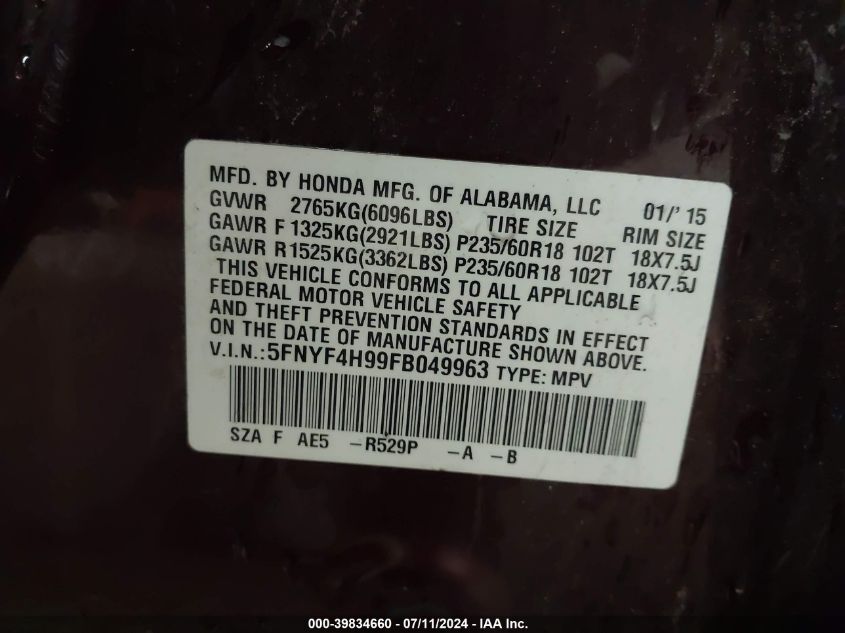 MFD. BY HONDA MFG. OF ALABAMA, LLC 01/'15
GVWR 2765KG(6096LBS) TIRE SIZE RIM SIZE
GAWR F 1325KG(2921LBS) P235/60R18 102T 18X7.5J
GAWR R1525KG(3362LBS) P235/60R18 102T 18X7.5J
THIS VEHICLE CONFORMS TO ALL APPLICABLE
FEDERAL MOTOR VEHICLE SAFETY
AND THEFT PREVENTION STANDARDS IN EFFECT
ON THE DATE OF MANUFACTURE SHOWN ABOVE.
V.I.N.:5FNYF4H99FB049963 TYPE: MPV
SZA F AE5 -R529P -A -B
000-39834660 - 07/11/2024 - IAA Inc.